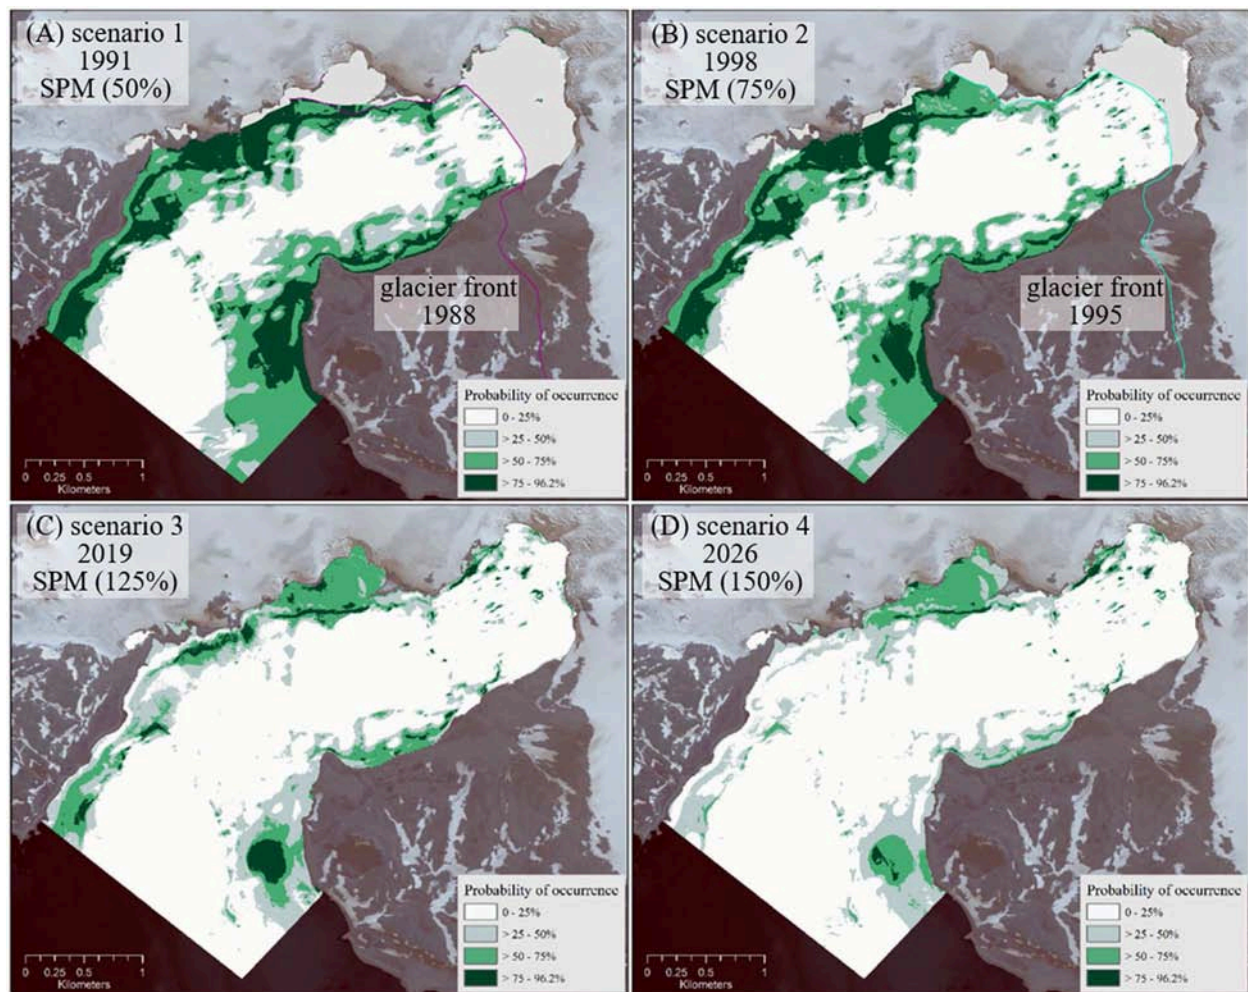 (A) scenario 1
1991
SPM (50%)
glacier front
1988
Probability of occurrence
0 - 25%
> 25 - 50%
> 50 - 75%
> 75 - 96.2%
0 0.25 0.5 1
Kilometers
(B) scenario 2
1998
SPM (75%)
glacier front
1995
Probability of occurrence
0 - 25%
> 25 - 50%
> 50 - 75%
> 75 - 96.2%
0 0.25 0.5 1
Kilometers
(C) scenario 3
2019
SPM (125%)
Probability of occurrence
0 - 25%
> 25 - 50%
> 50 - 75%
> 75 - 96.2%
0 0.25 0.5 1
Kilometers
(D) scenario 4
2026
SPM (150%)
Probability of occurrence
0 - 25%
> 25 - 50%
> 50 - 75%
> 75 - 96.2%
0 0.25 0.5 1
Kilometers